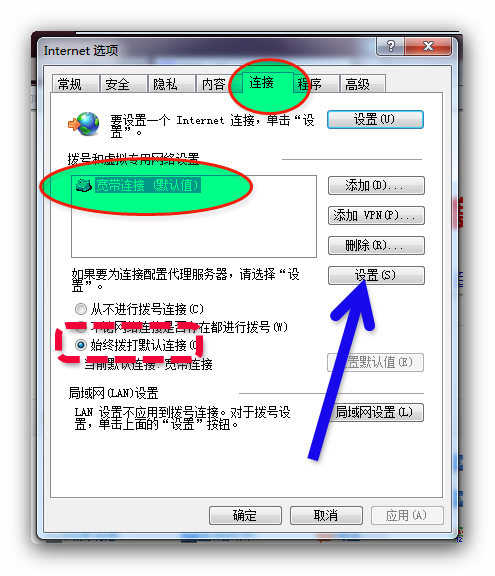 Internet 选项
常规 安全 隐私 内容 连接 程序 高级
要设置一个 Internet 连接，单击“设
置”。
设置(U)
拨号和虚拟专用网络设置
宽带连接 (默认值)
添加(D)...
添加 VPN(P)...
删除(R)...
如果要为连接配置代理服务器，请选择“设
置”。
设置(S)
从不进行拨号连接(C)
不论网络连接是否存在都进行拨号(W)
始终拨打默认连接(O)
当前默认连接: 宽带连接
设置默认值(E)
局域网(LAN)设置
LAN 设置不应用到拨号连接。对于拨号设
置，单击上面的“设置”按钮。
局域网设置(L)
确定 取消 应用(A)